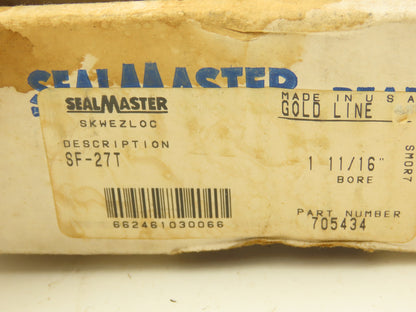 SEALMASTER BEA
SEALMASTER
SKWEZLOC
MADE IN USA
GOLD LINE
DESCRIPTION
SF-27T
1 11/16"
BORE
SMORT
662461030066
PART NUMBER
705434